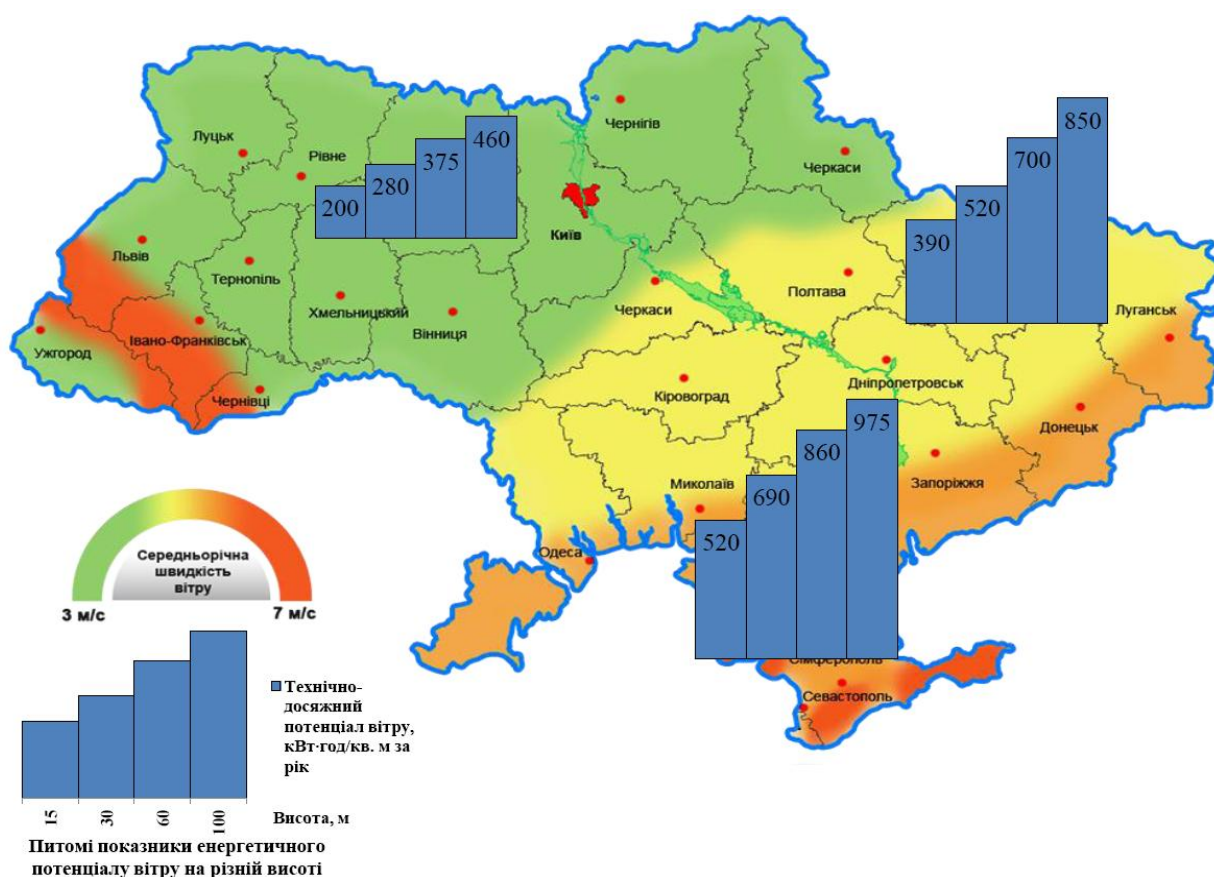 Чернігів
Луцьк
Рівне
Черкаси
Київ
Львів
Тернопіль
Хмельницький
Вінниця
Черкаси
Полтава
Луганськ
Ужгород
Івано-Франківськ
Чернівці
Кіровоград
Дніпропетровськ
Донецьк
Миколаїв
Запоріжжя
Одеса
Сімферополь
Севастополь
200
280
375
460
390
520
700
850
520
690
860
975
Середньорічна
швидкість
вітру
3 м/с
7 м/с
Технічно-
досяжний
потенціал вітру,
кВт·год/кв. м за
рік
15
30
60
100
Висота, м
Питомі показники енергетичного
потенціалу вітру на різній висоті